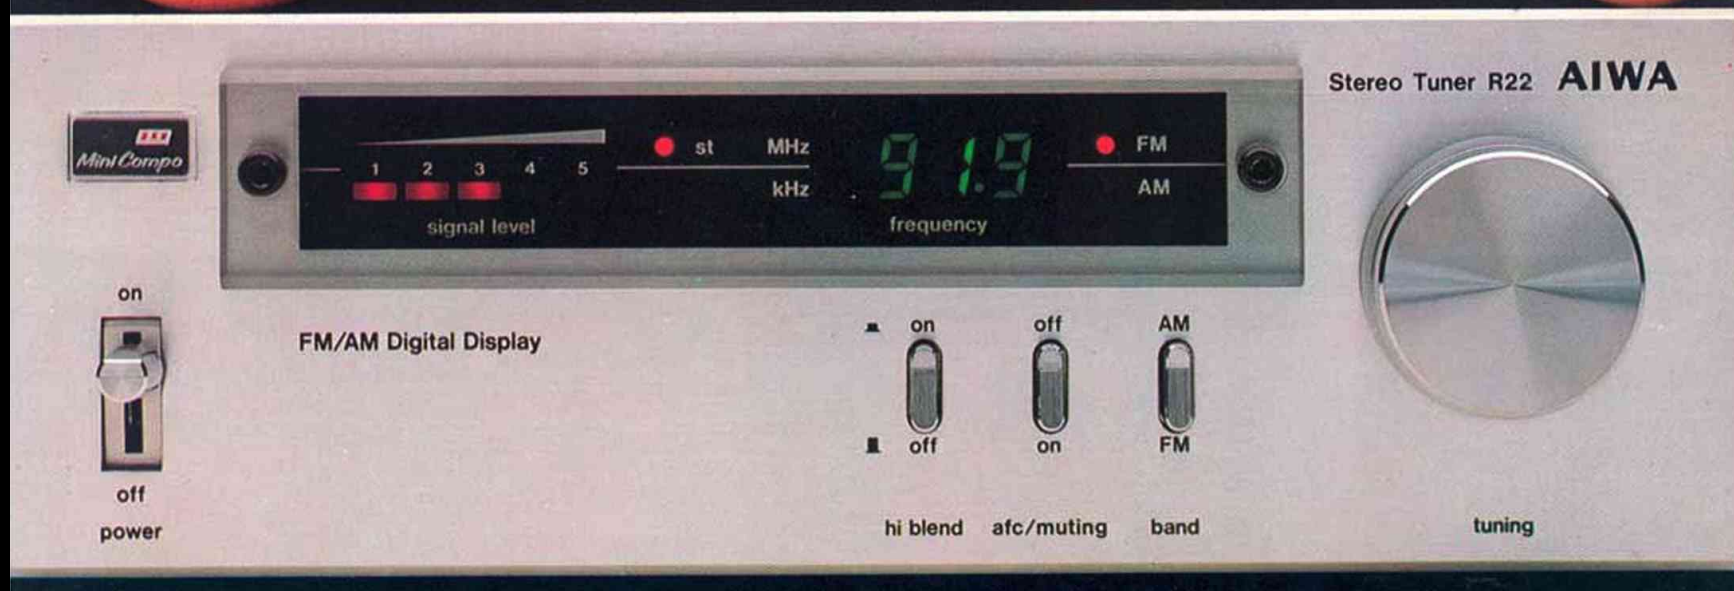 Stereo Tuner R22 AIWA
Mini Compo
1 2 3 4 5
signal level
st MHz
kHz
91.9
frequency
FM
AM
on
off
power
FM/AM Digital Display
on off AM
off on FM
hi blend afc/muting band
tuning